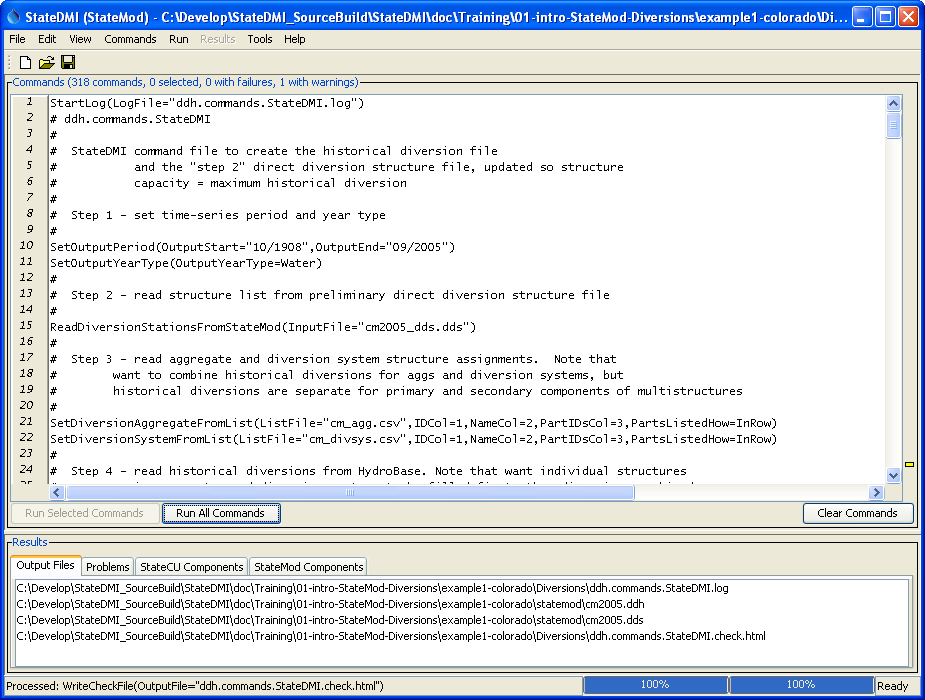 StateDMI (StateMod) - C:\Develop\StateDMI_SourceBuild\StateDMI\doc\Training\01-intro-StateMod-Diversions\example1-colorado\Di...
File Edit View Commands Run Results Tools Help
Commands (318 commands, 0 selected, 0 with failures, 1 with warnings)
1 StartLog(LogFile="ddh.commands.StateDMI.log")
2 # ddh.commands.StateDMI
3 #
4 #  StateDMI command file to create the historical diversion file
5 #           and the "step 2" direct diversion structure file, updated so structure
6 #           capacity = maximum historical diversion
7 #
8 #  Step 1 - set time-series period and year type
9 #
10 SetOutputPeriod(OutputStart="10/1908",OutputEnd="09/2005")
11 SetOutputYearType(OutputYearType=Water)
12 #
13 #  Step 2 - read structure list from preliminary direct diversion structure file
14 #
15 ReadDiversionStationsFromStateMod(InputFile="cm2005_dds.dds")
16 #
17 #  Step 3 - read aggregate and diversion system structure assignments.  Note that
18 #        want to combine historical diversions for aggs and diversion systems, but
19 #        historical diversions are separate for primary and secondary components of multistructures
20 #
21 SetDiversionAggregateFromList(ListFile="cm_agg.csv",IDCol=1,NameCol=2,PartIDsCol=3,PartsListedHow=InRow)
22 SetDiversionSystemFromList(ListFile="cm_divsys.csv",IDCol=1,NameCol=2,PartIDsCol=3,PartsListedHow=InRow)
23 #
24 #  Step 4 - read historical diversions from HydroBase. Note that want individual structures
Run Selected Commands Run All Commands Clear Commands
Results
Output Files Problems StateCU Components StateMod Components
C:\Develop\StateDMI_SourceBuild\StateDMI\doc\Training\01-intro-StateMod-Diversions\example1-colorado\Diversions\ddh.commands.StateDMI.log
C:\Develop\StateDMI_SourceBuild\StateDMI\doc\Training\01-intro-StateMod-Diversions\example1-colorado\statemod\cm2005.ddh
C:\Develop\StateDMI_SourceBuild\StateDMI\doc\Training\01-intro-StateMod-Diversions\example1-colorado\statemod\cm2005.dds
C:\Develop\StateDMI_SourceBuild\StateDMI\doc\Training\01-intro-StateMod-Diversions\example1-colorado\Diversions\ddh.commands.StateDMI.check.html
Processed: WriteCheckFile(OutputFile="ddh.commands.StateDMI.check.html") 100% 100% Ready